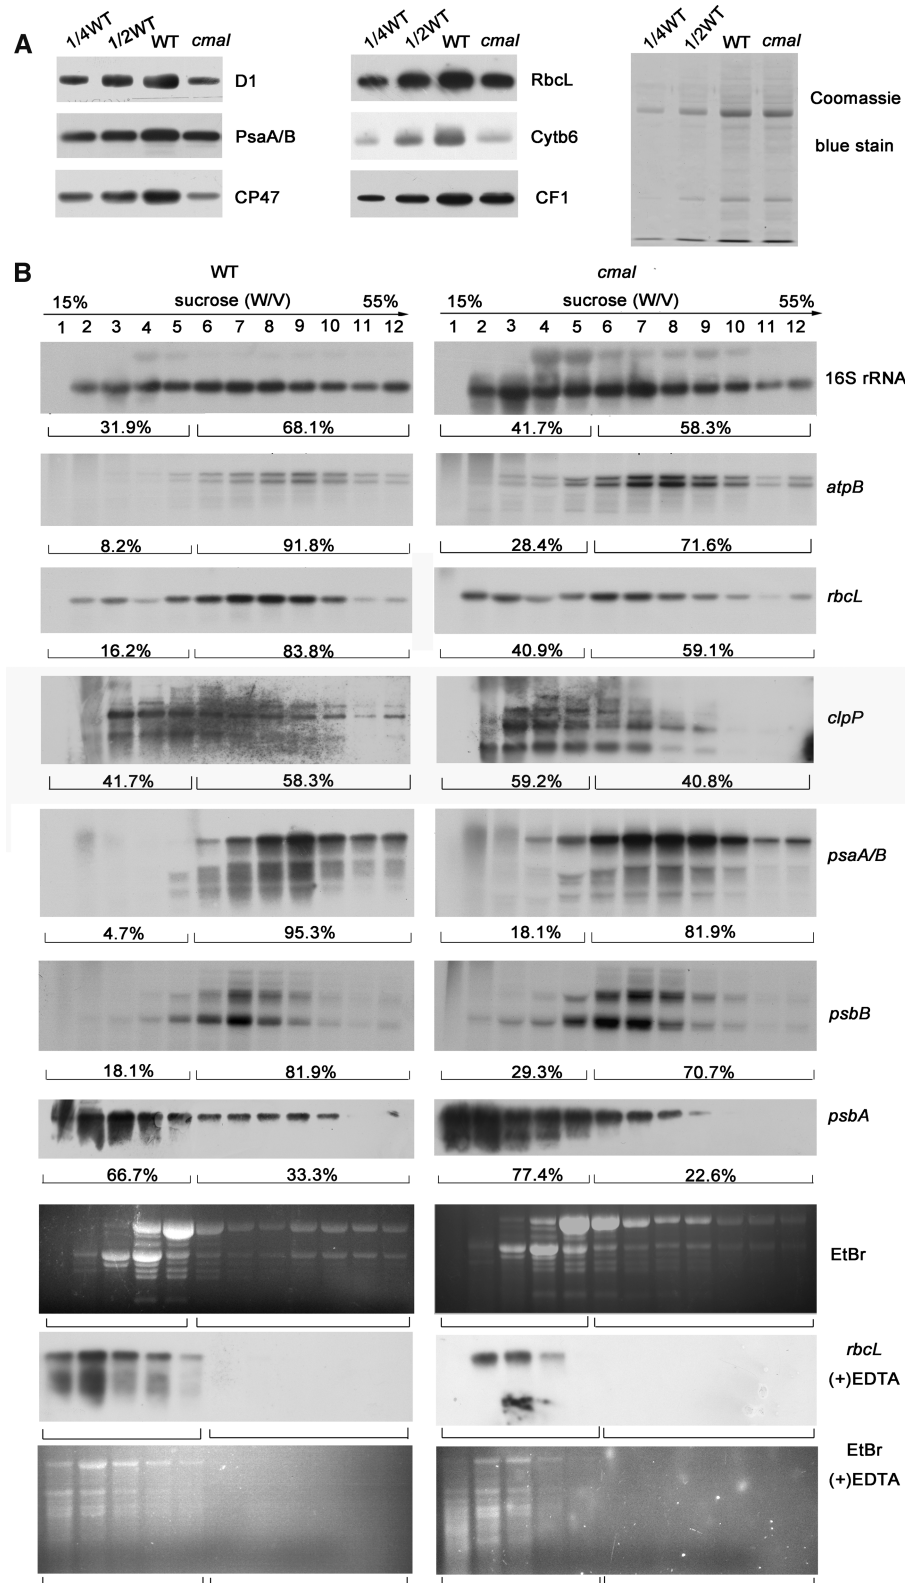 A
1/4WT 1/2WT WT cmal
D1
PsaA/B
CP47
1/4WT 1/2WT WT cmal
RbcL
Cytb6
CF1
1/4WT 1/2WT WT cmal
Coomassie
blue stain
B
WT cmal
15% sucrose (W/V) 55% 15% sucrose (W/V) 55%
1 2 3 4 5 6 7 8 9 10 11 12 1 2 3 4 5 6 7 8 9 10 11 12
16S rRNA
31.9% 68.1% 41.7% 58.3%
atpB
8.2% 91.8% 28.4% 71.6%
rbcL
16.2% 83.8% 40.9% 59.1%
clpP
41.7% 58.3% 59.2% 40.8%
psaA/B
4.7% 95.3% 18.1% 81.9%
psbB
18.1% 81.9% 29.3% 70.7%
psbA
66.7% 33.3% 77.4% 22.6%
EtBr
rbcL
(+)EDTA
EtBr
(+)EDTA